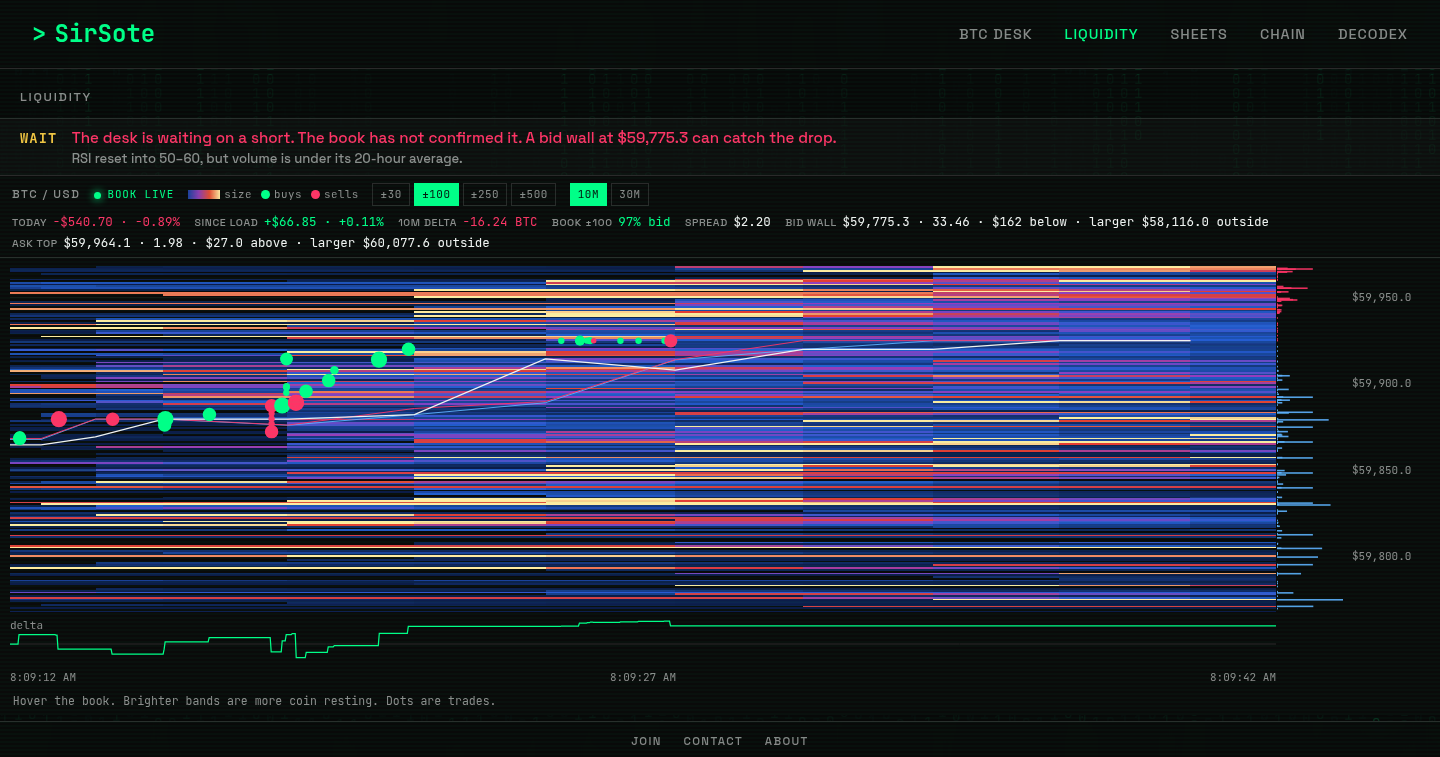 > SirSote
BTC DESK LIQUIDITY SHEETS CHAIN DECODEX
LIQUIDITY
WAIT The desk is waiting on a short. The book has not confirmed it. A bid wall at $59,775.3 can catch the drop.
RSI reset into 50–60, but volume is under its 20-hour average.
BTC / USD BOOK LIVE size buys sells ±30 ±100 ±250 ±500 10M 30M
TODAY -$540.70 · -0.89% SINCE LOAD +$66.85 · +0.11% 10M DELTA -16.24 BTC BOOK ±100 97% bid SPREAD $2.20 BID WALL $59,775.3 · 33.46 · $162 below · larger $58,116.0 outside
ASK TOP $59,964.1 · 1.98 · $27.0 above · larger $60,077.6 outside
$59,950.0
$59,900.0
$59,850.0
$59,800.0
delta
8:09:12 AM 8:09:27 AM 8:09:42 AM
Hover the book. Brighter bands are more coin resting. Dots are trades.
JOIN CONTACT ABOUT